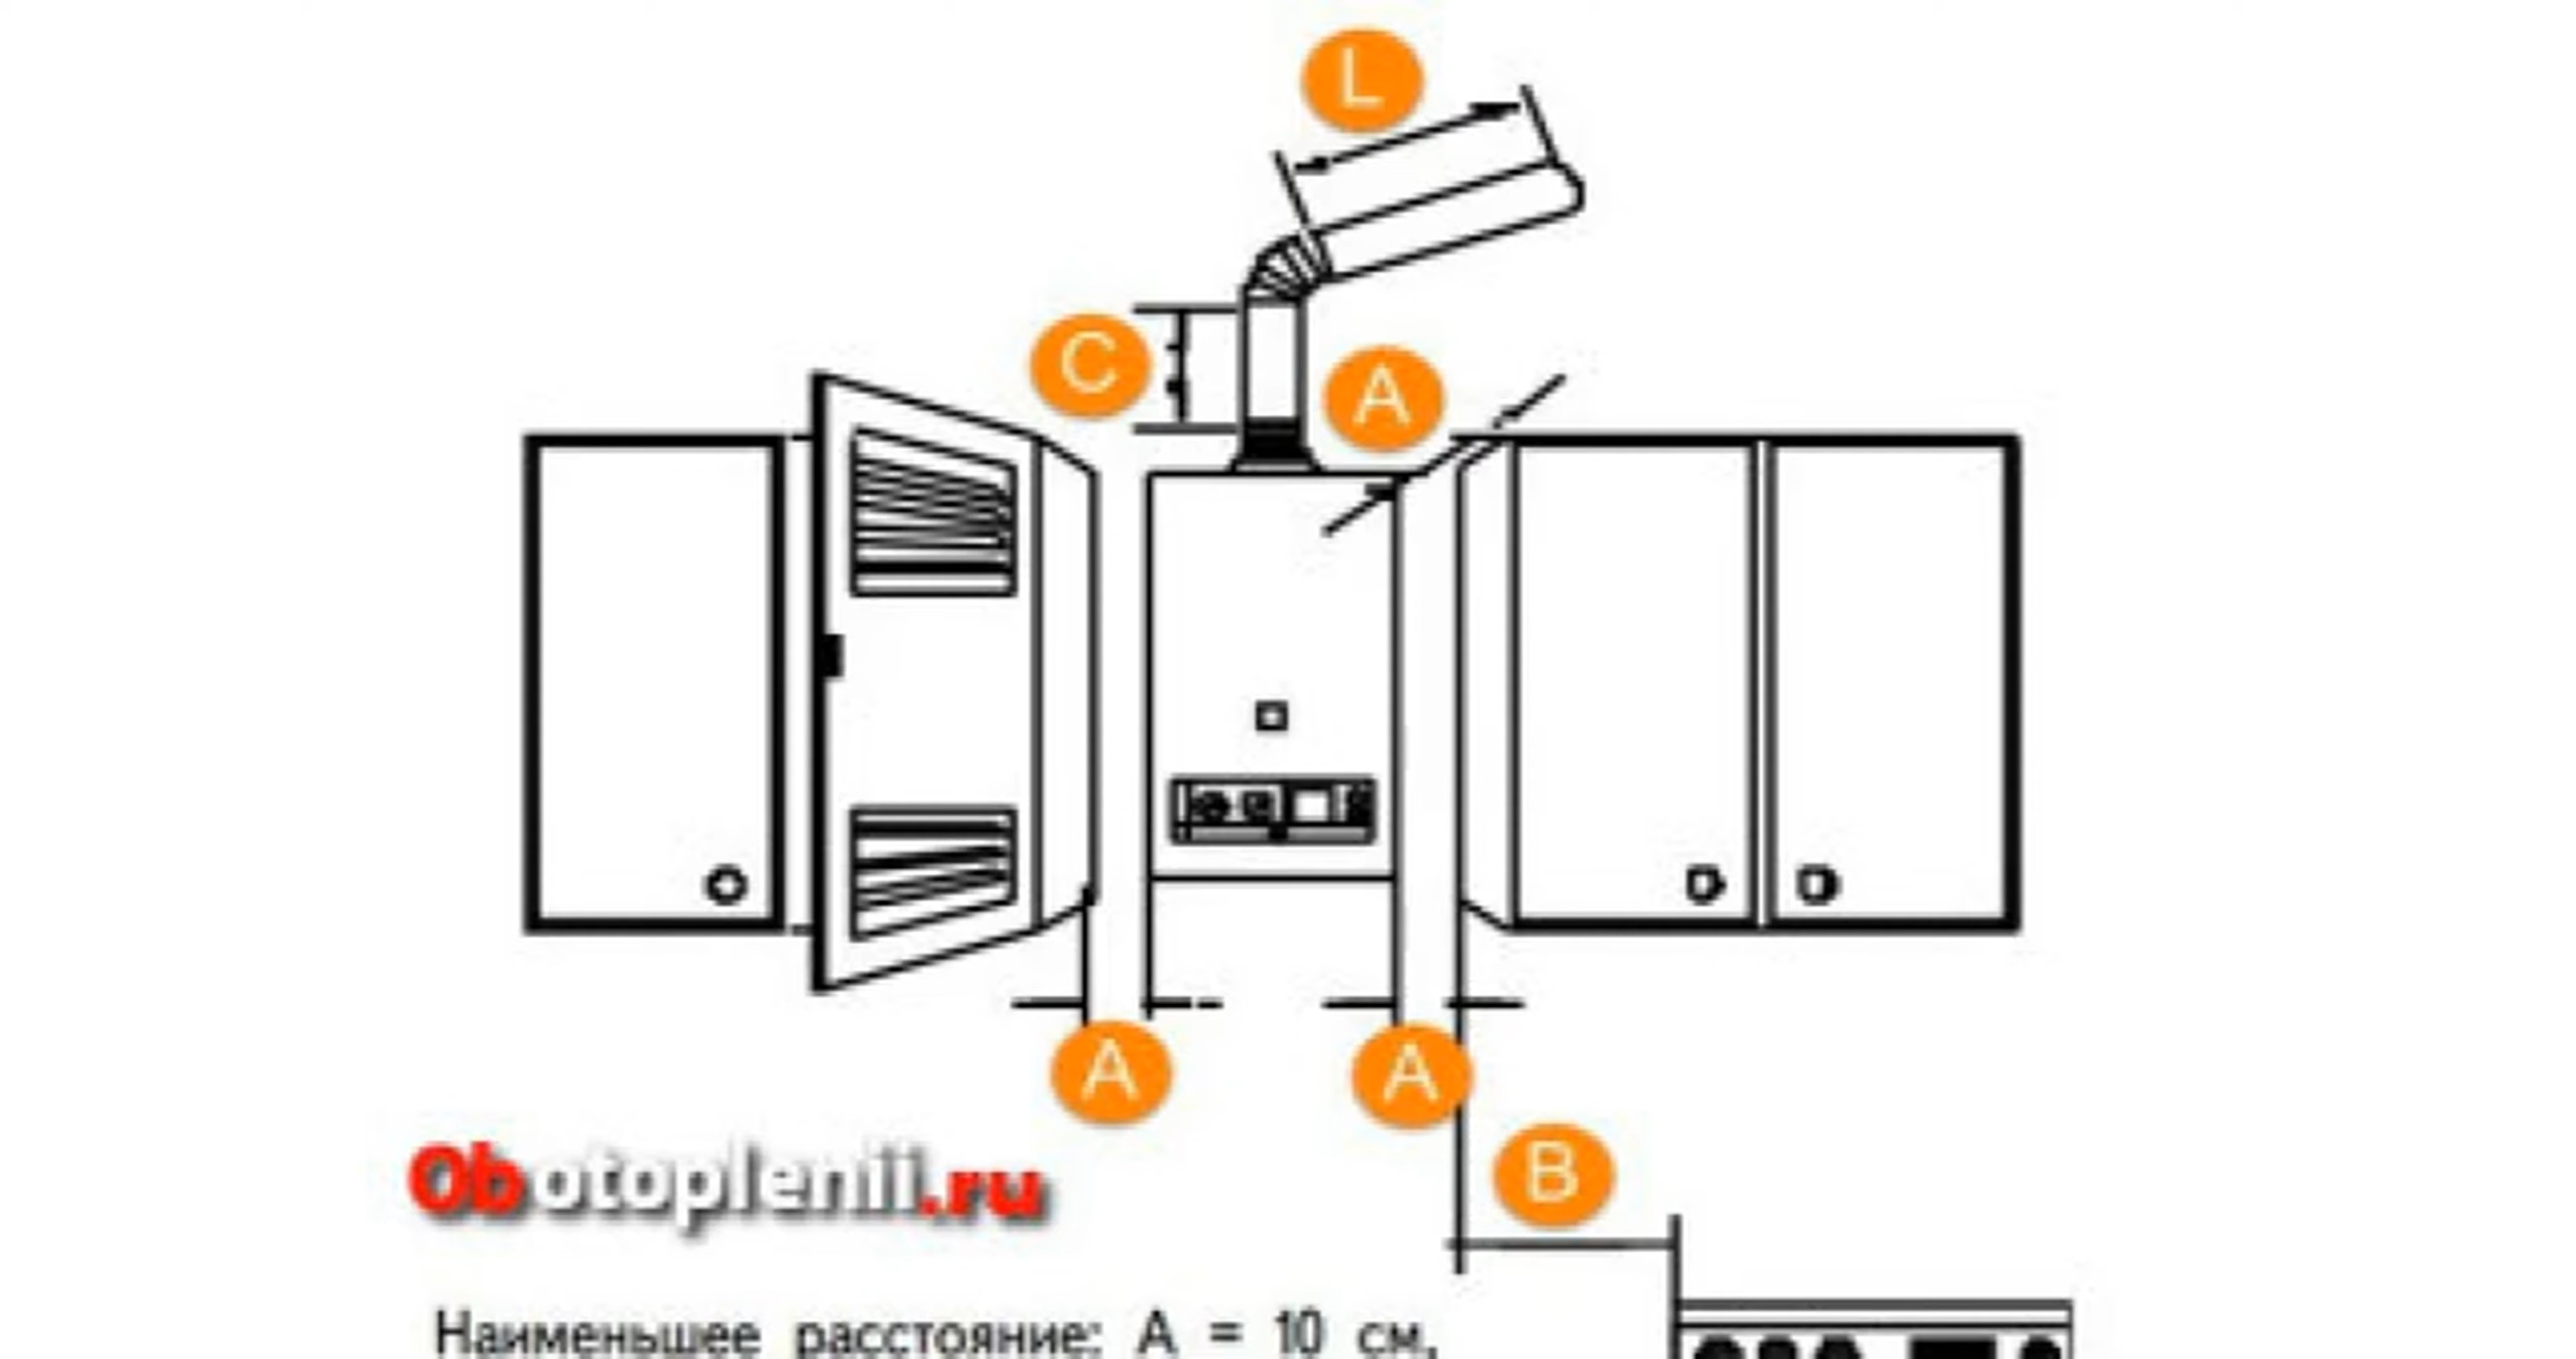 L
C
A
A
A
B
Obotoplenii.ru
Наименьшее расстояние: A = 10 см,